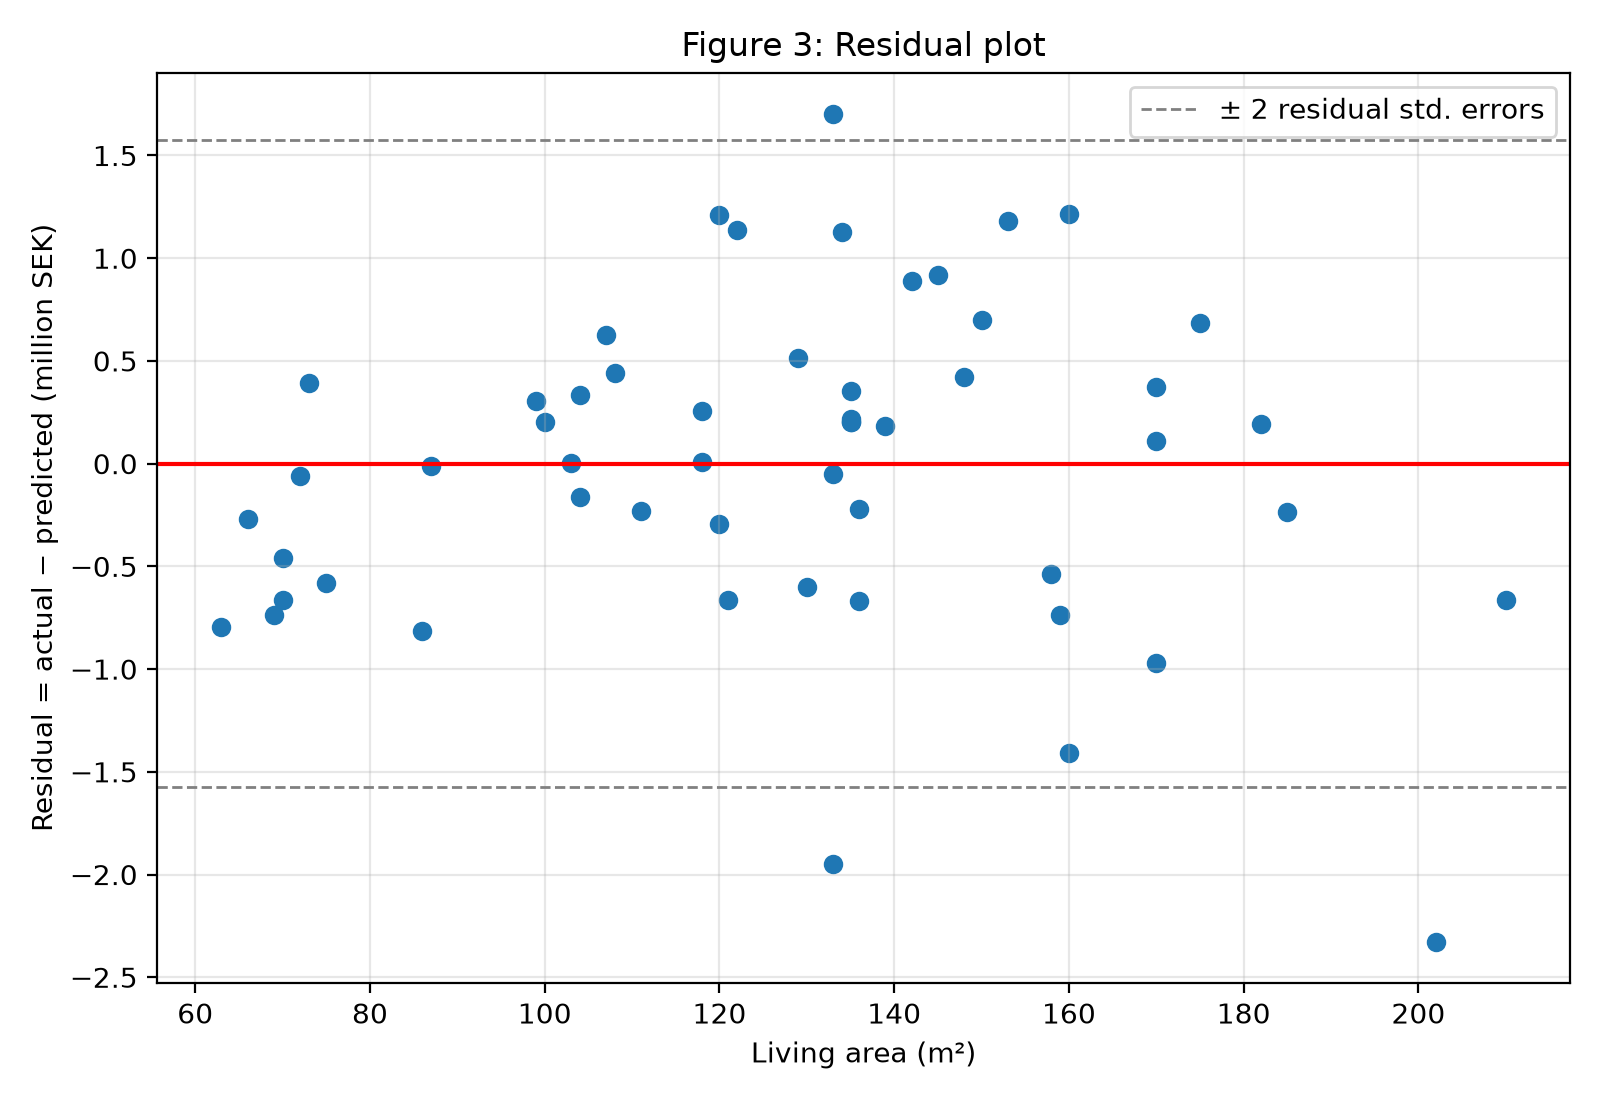 Figure 3: Residual plot
± 2 residual std. errors
Residual = actual − predicted (million SEK)
1.5
1.0
0.5
0.0
−0.5
−1.0
−1.5
−2.0
−2.5
60 80 100 120 140 160 180 200
Living area (m²)